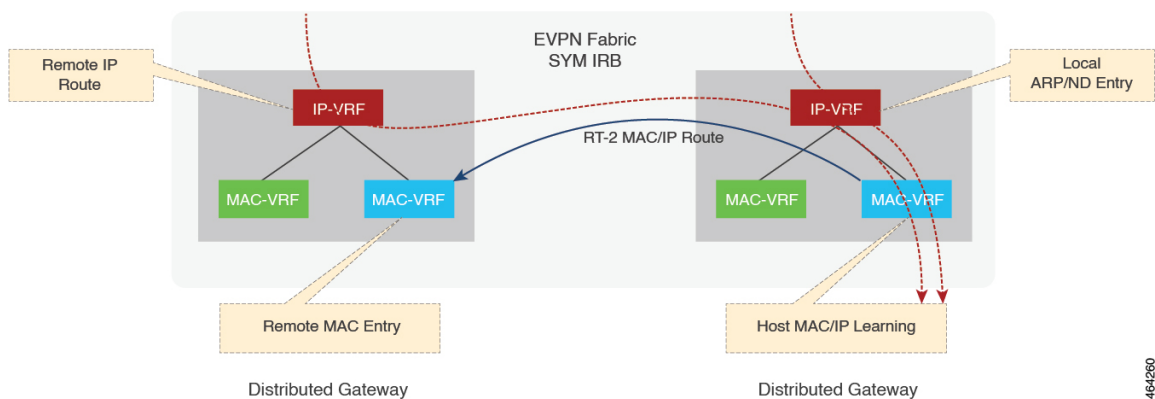 EVPN Fabric
SYM IRB
Remote IP
Route
Local
ARP/ND Entry
IP-VRF
IP-VRF
RT-2 MAC/IP Route
MAC-VRF
MAC-VRF
MAC-VRF
MAC-VRF
Remote MAC Entry
Host MAC/IP Learning
Distributed Gateway
Distributed Gateway
464260